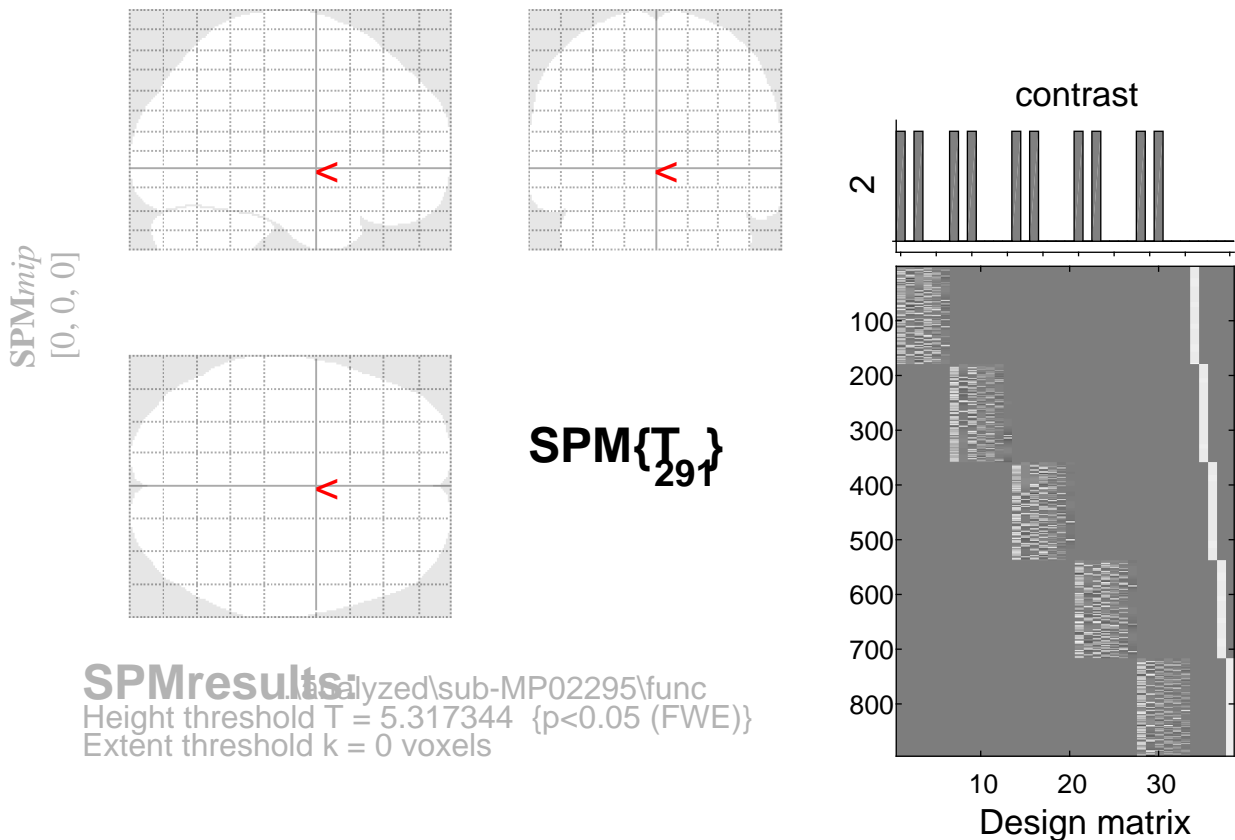 SPMmip
[0, 0, 0]
<
<
<
SPM{T291}
contrast
2
100
200
300
400
500
600
700
800
10 20 30
Design matrix
SPMresults: .\analyzed\sub-MP02295\func
Height threshold T = 5.317344 {p<0.05 (FWE)}
Extent threshold k = 0 voxels